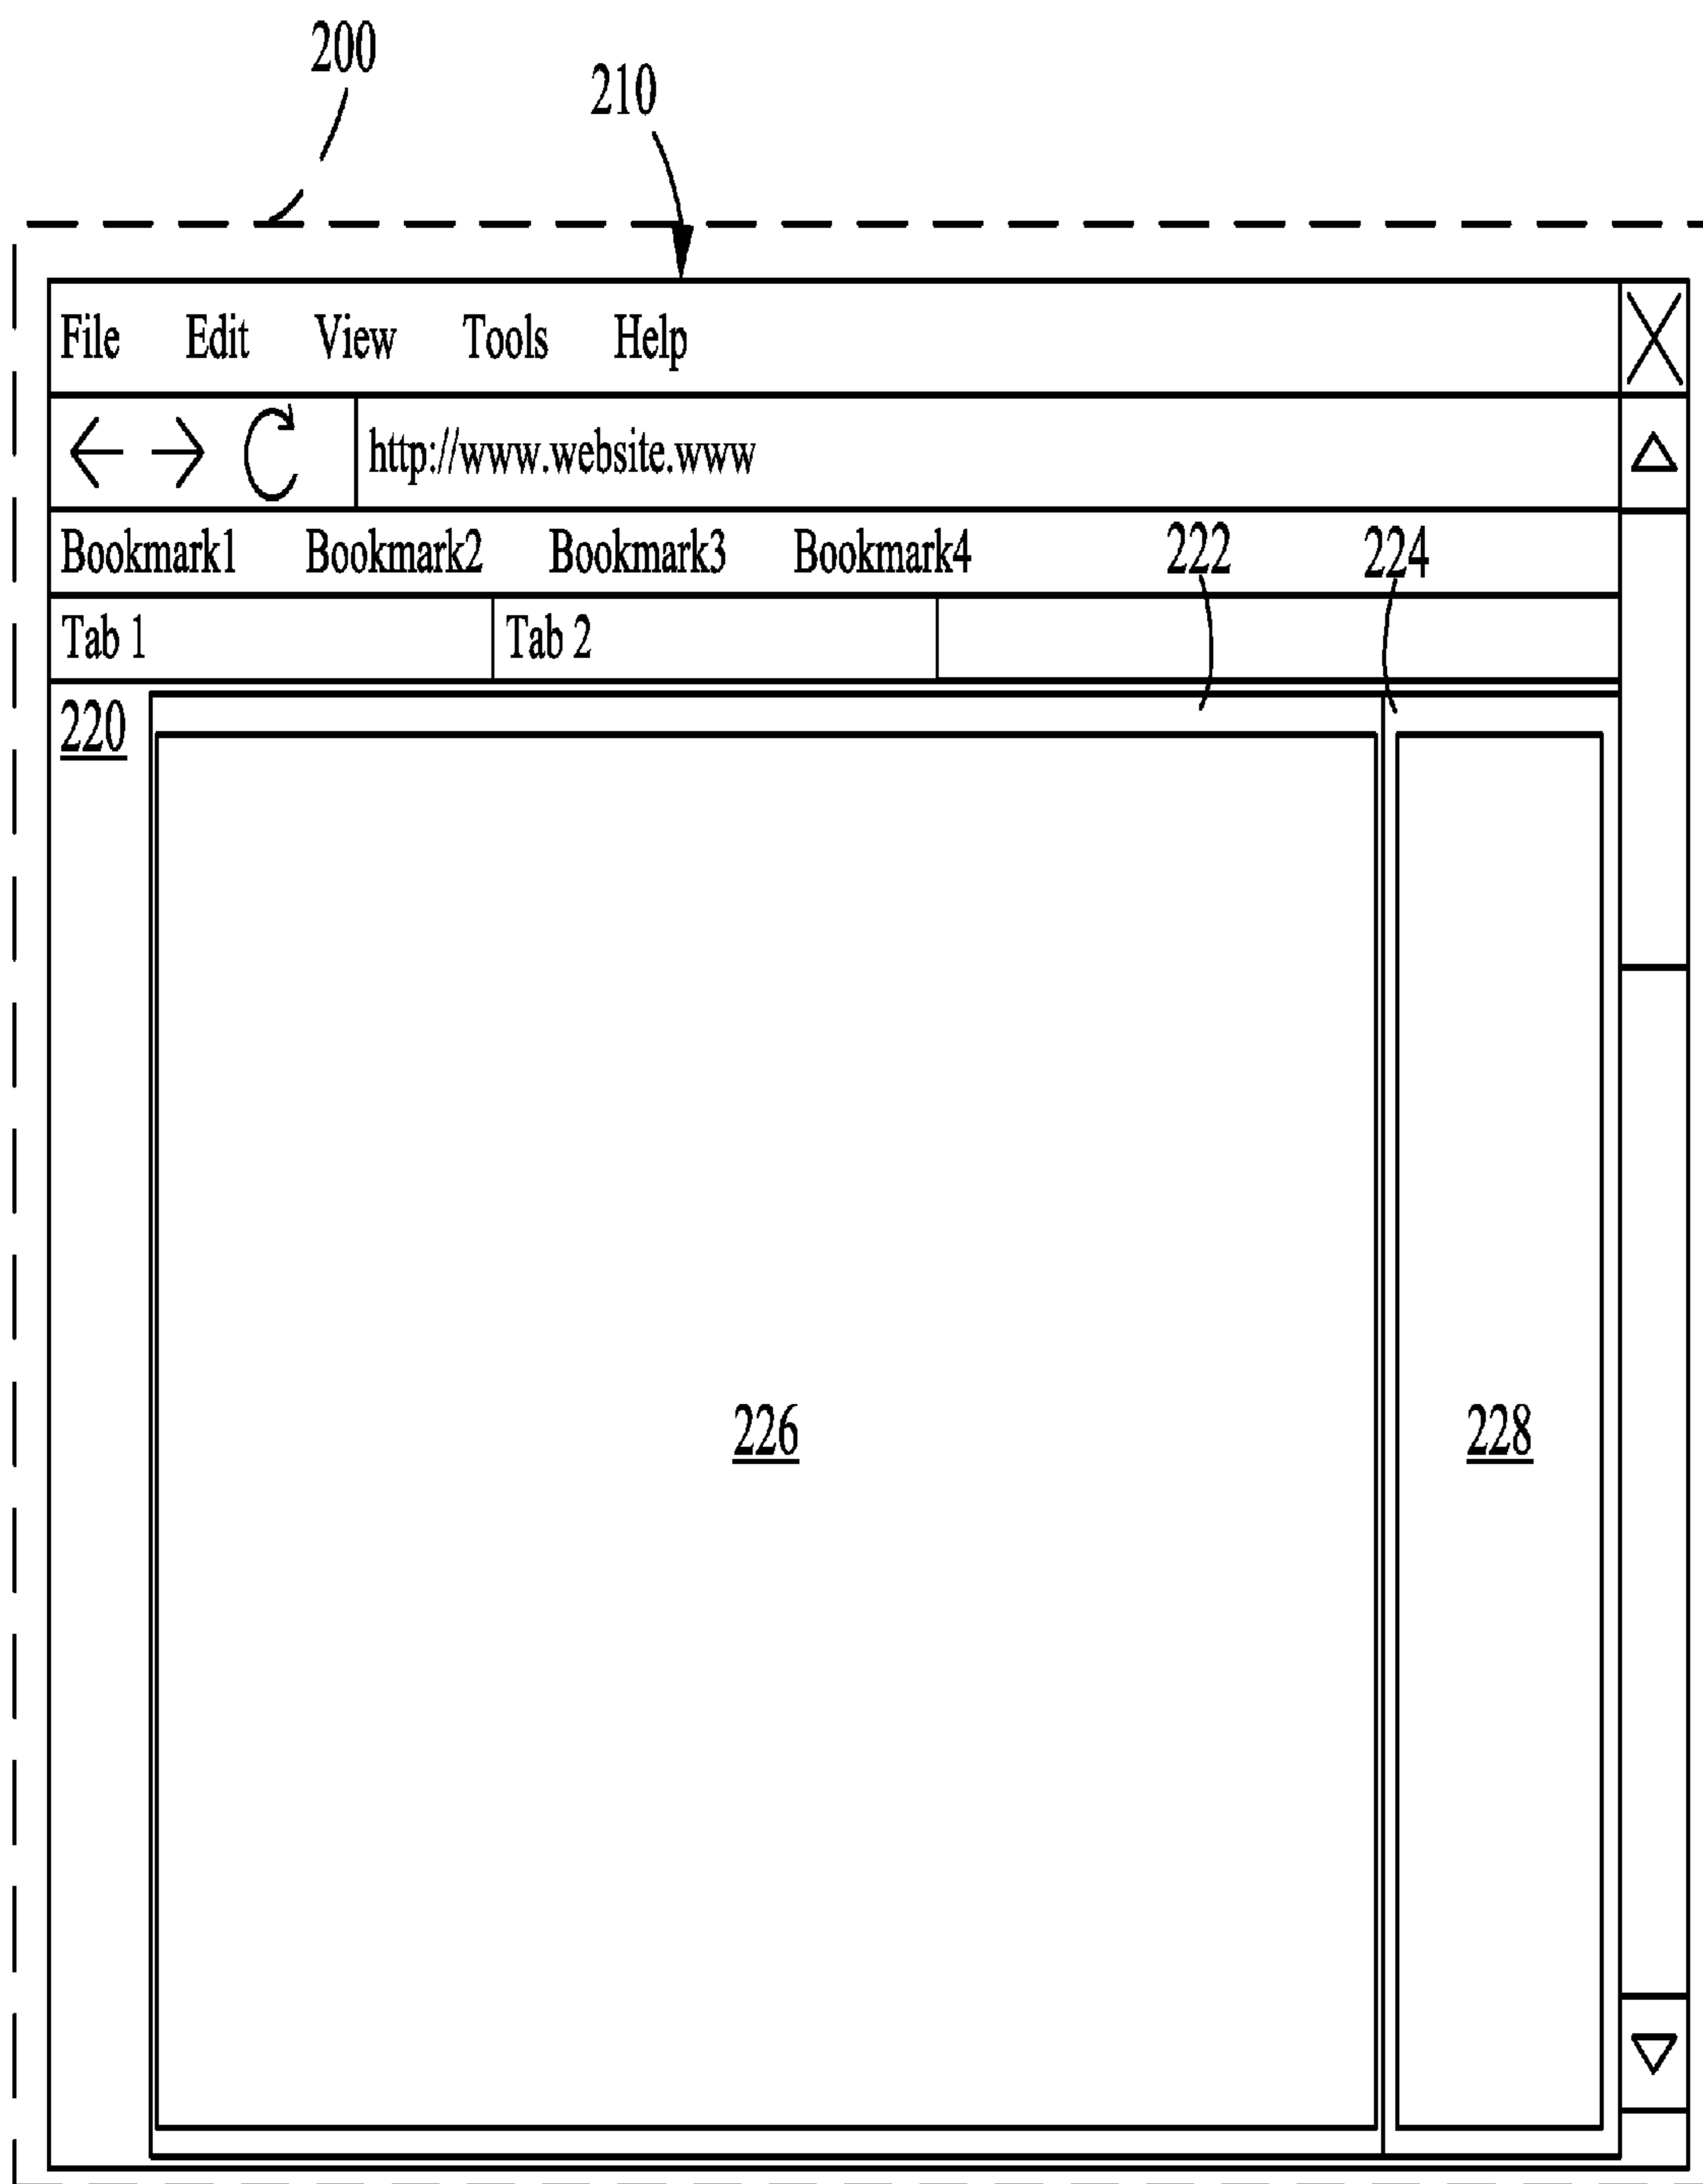 200
210
File Edit View Tools Help
http://www.website.www
Bookmark1 Bookmark2 Bookmark3 Bookmark4 222 224
Tab 1 Tab 2
220
226 228